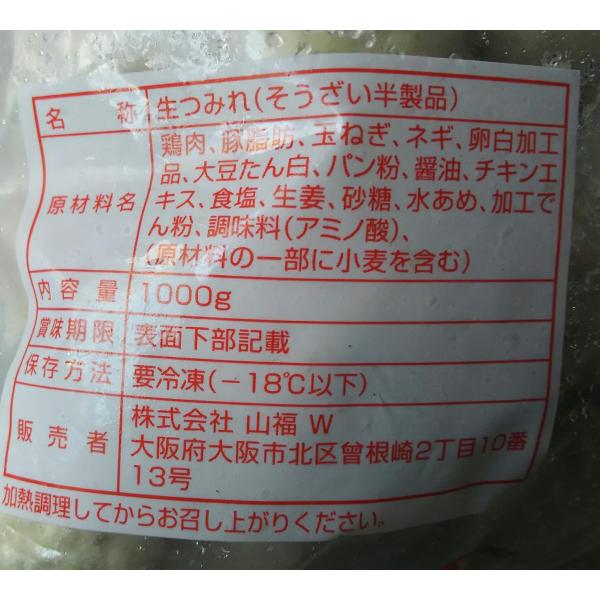 名称 生つみれ(そうざい半製品)
原材料名 鶏肉、豚脂肪、玉ねぎ、ネギ、卵白加工
品、大豆たん白、パン粉、醤油、チキンエ
キス、食塩、生姜、砂糖、水あめ、加工で
ん粉、調味料(アミノ酸)、
(原材料の一部に小麦を含む)
内容量 1000g
賞味期限 表面下部記載
保存方法 要冷凍(-18℃以下)
販売者 株式会社 山福 W
大阪府大阪市北区曽根崎2丁目10番
13号
加熱調理してからお召し上がりください。